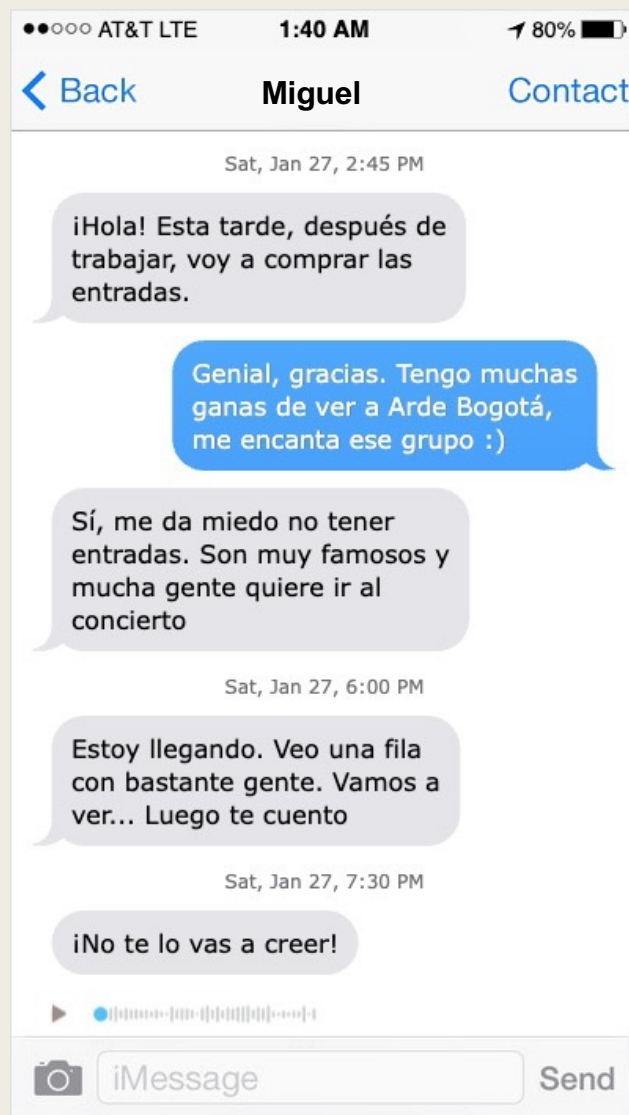 AT&T LTE 1:40 AM 80%
Back Miguel Contact
Sat, Jan 27, 2:45 PM
¡Hola! Esta tarde, después de
trabajar, voy a comprar las
entradas.
Genial, gracias. Tengo muchas
ganas de ver a Arde Bogotá,
me encanta ese grupo :)
Sí, me da miedo no tener
entradas. Son muy famosos y
mucha gente quiere ir al
concierto
Sat, Jan 27, 6:00 PM
Estoy llegando. Veo una fila
con bastante gente. Vamos a
ver... Luego te cuento
Sat, Jan 27, 7:30 PM
¡No te lo vas a creer!
iMessage Send